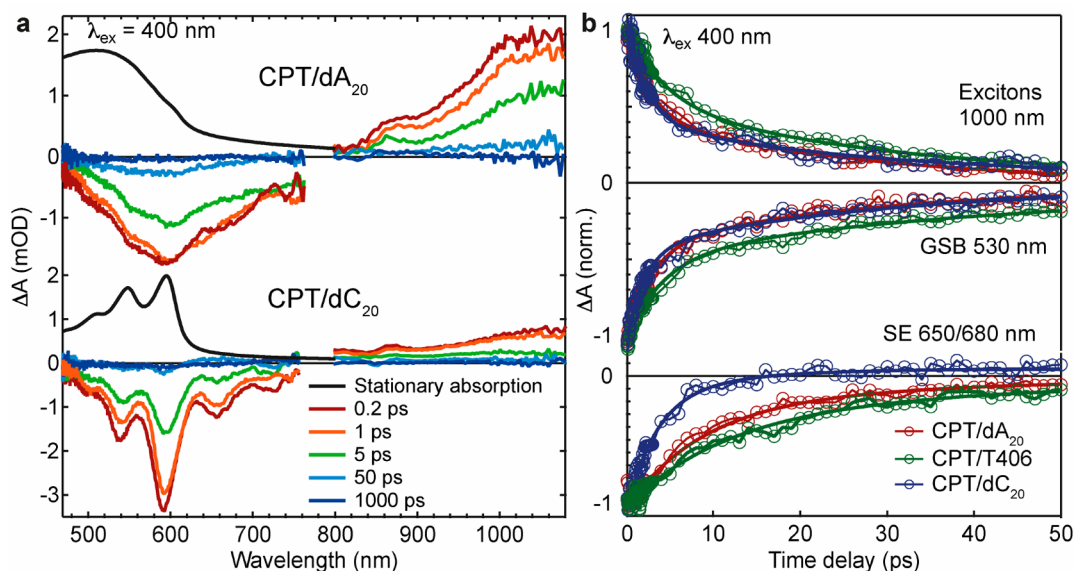 a
λex = 400 nm
CPT/dA20
2
1
0
-1
2
1
0
-1
-2
-3
ΔA (mOD)
CPT/dC20
Stationary absorption
0.2 ps
1 ps
5 ps
50 ps
1000 ps
500 600 700 800 900 1000
Wavelength (nm)
b
λex 400 nm
Excitons
1000 nm
1
0
GSB 530 nm
-1
SE 650/680 nm
0
-1
ΔA (norm.)
CPT/dA20
CPT/T406
CPT/dC20
0 10 20 30 40 50
Time delay (ps)